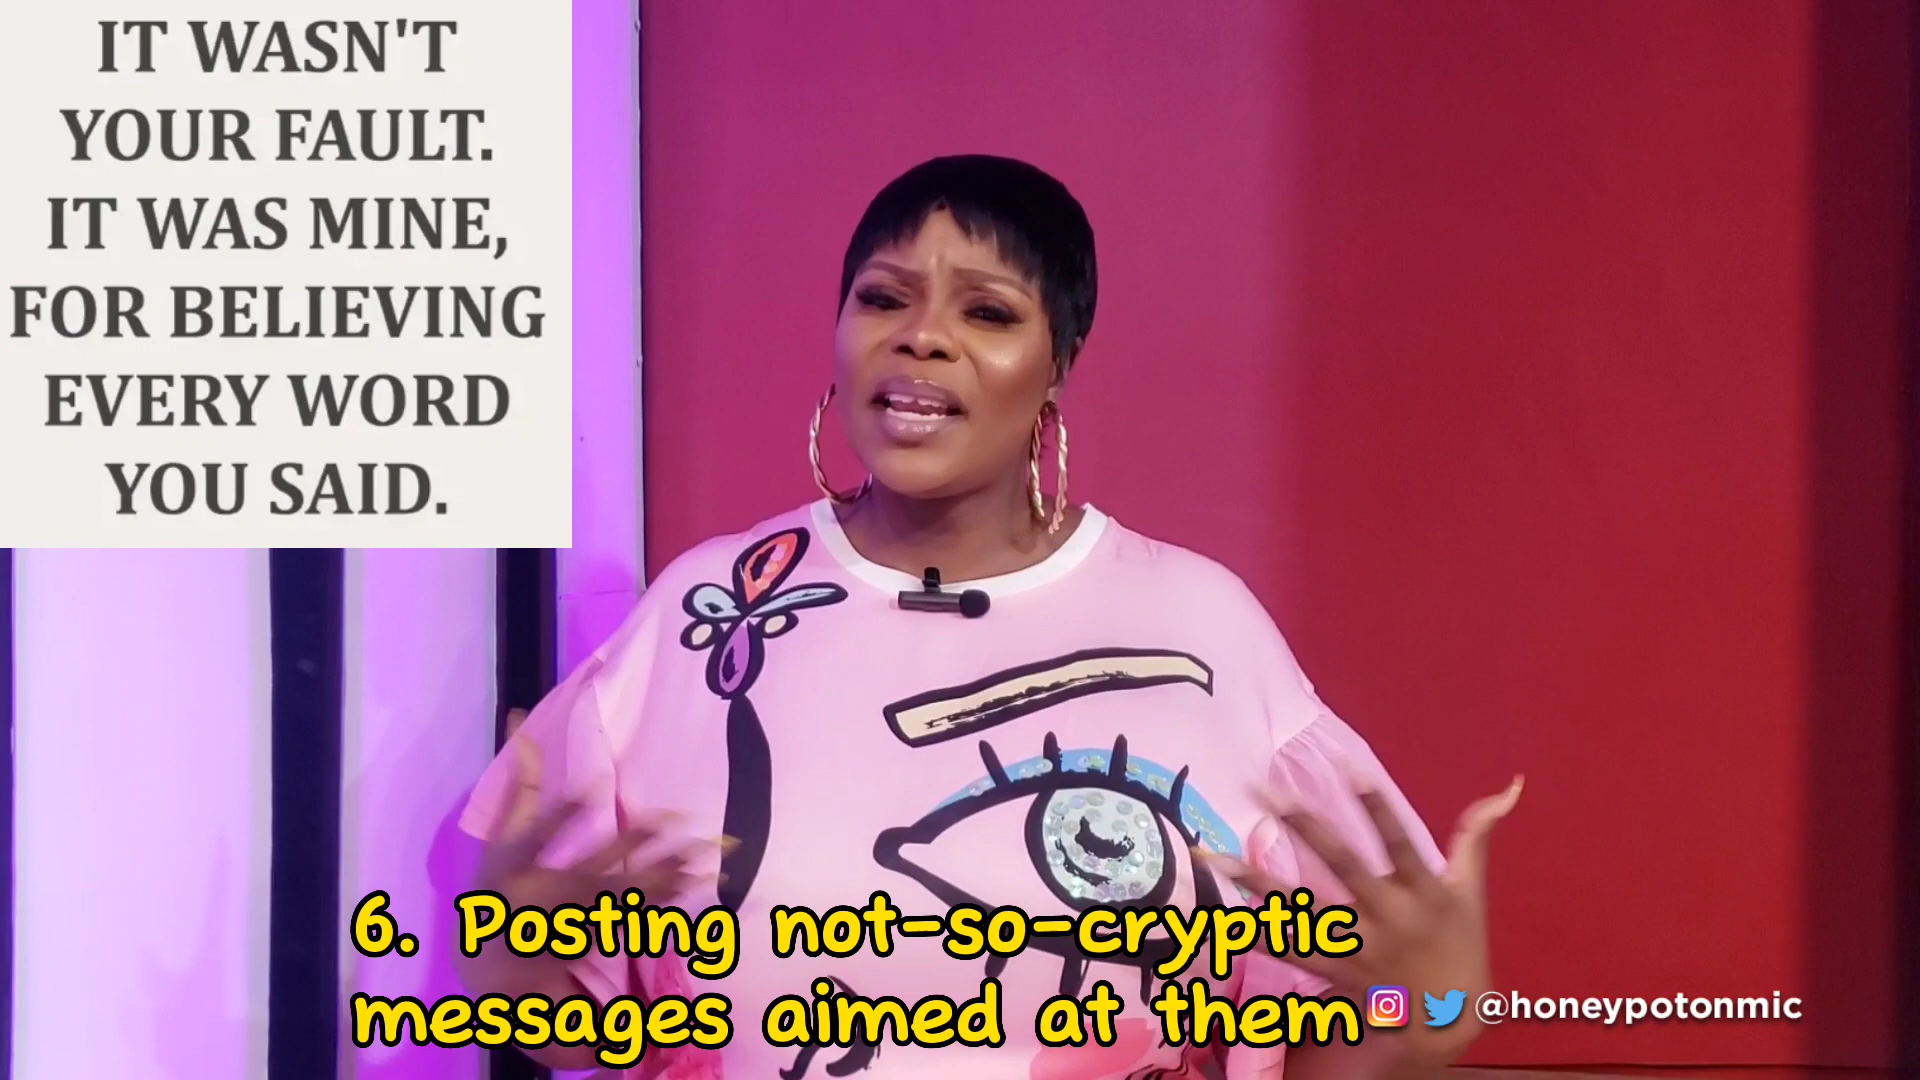 IT WASN'T
YOUR FAULT.
IT WAS MINE,
FOR BELIEVING
EVERY WORD
YOU SAID.
6. Posting not-so-cryptic
messages aimed at them
@honeypotonmic